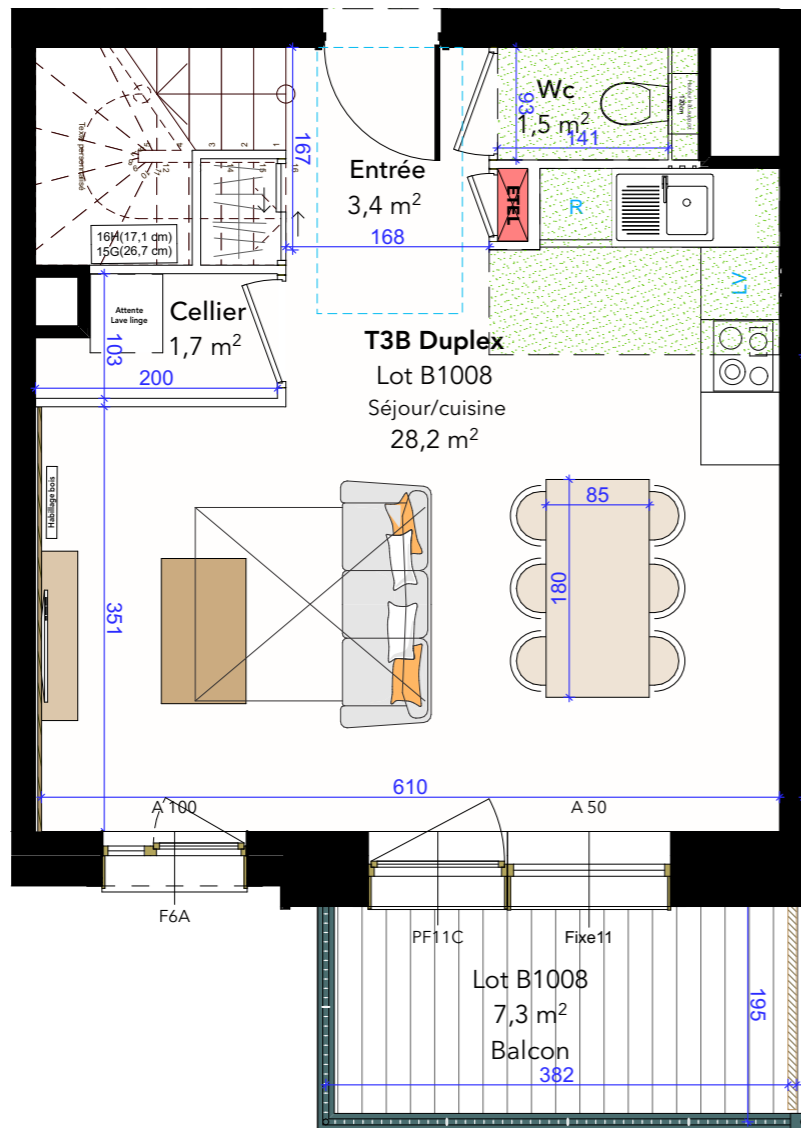 Wc
1,5 m²
93
141
Entrée
3,4 m²
167
168
ETEL
R
LV
16H(17,1 cm)
15G(26,7 cm)
Attente
Lave linge
Cellier
1,7 m²
103
200
T3B Duplex
Lot B1008
Séjour/cuisine
28,2 m²
Habillage bois
85
180
351
610
A 100
A 50
F6A
PF11C
Fixe11
Lot B1008
7,3 m²
Balcon
195
382